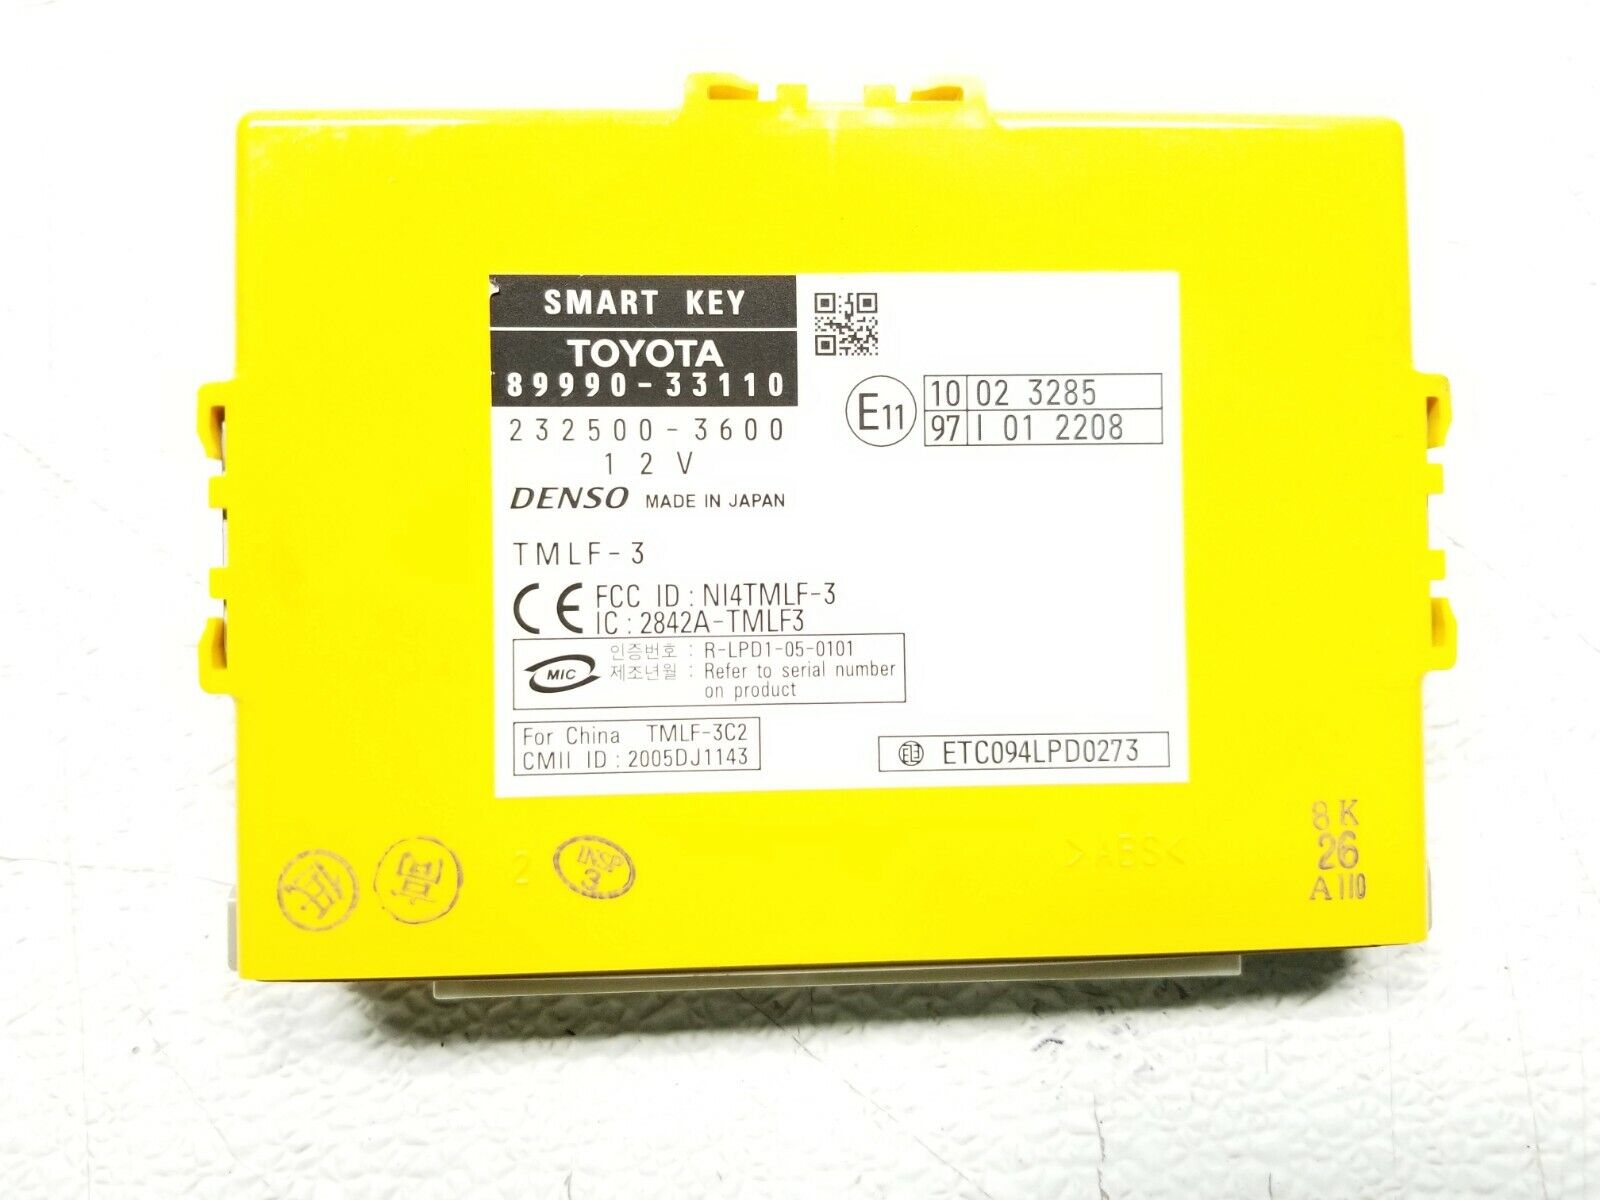 SMART KEY
TOYOTA
89990-33110
232500-3600
12V
DENSO MADE IN JAPAN
E11
10 02 3285
97 I 01 2208
TMLF-3
CE FCC ID : NI4TMLF-3
IC : 2842A-TMLF3
MIC
인증번호 : R-LPD1-05-0101
제조년월 : Refer to serial number
on product
For China TMLF-3C2
CMII ID : 2005DJ1143
ETC094LPD0273
2
INSP
3
>ABS<
8K
26
A110